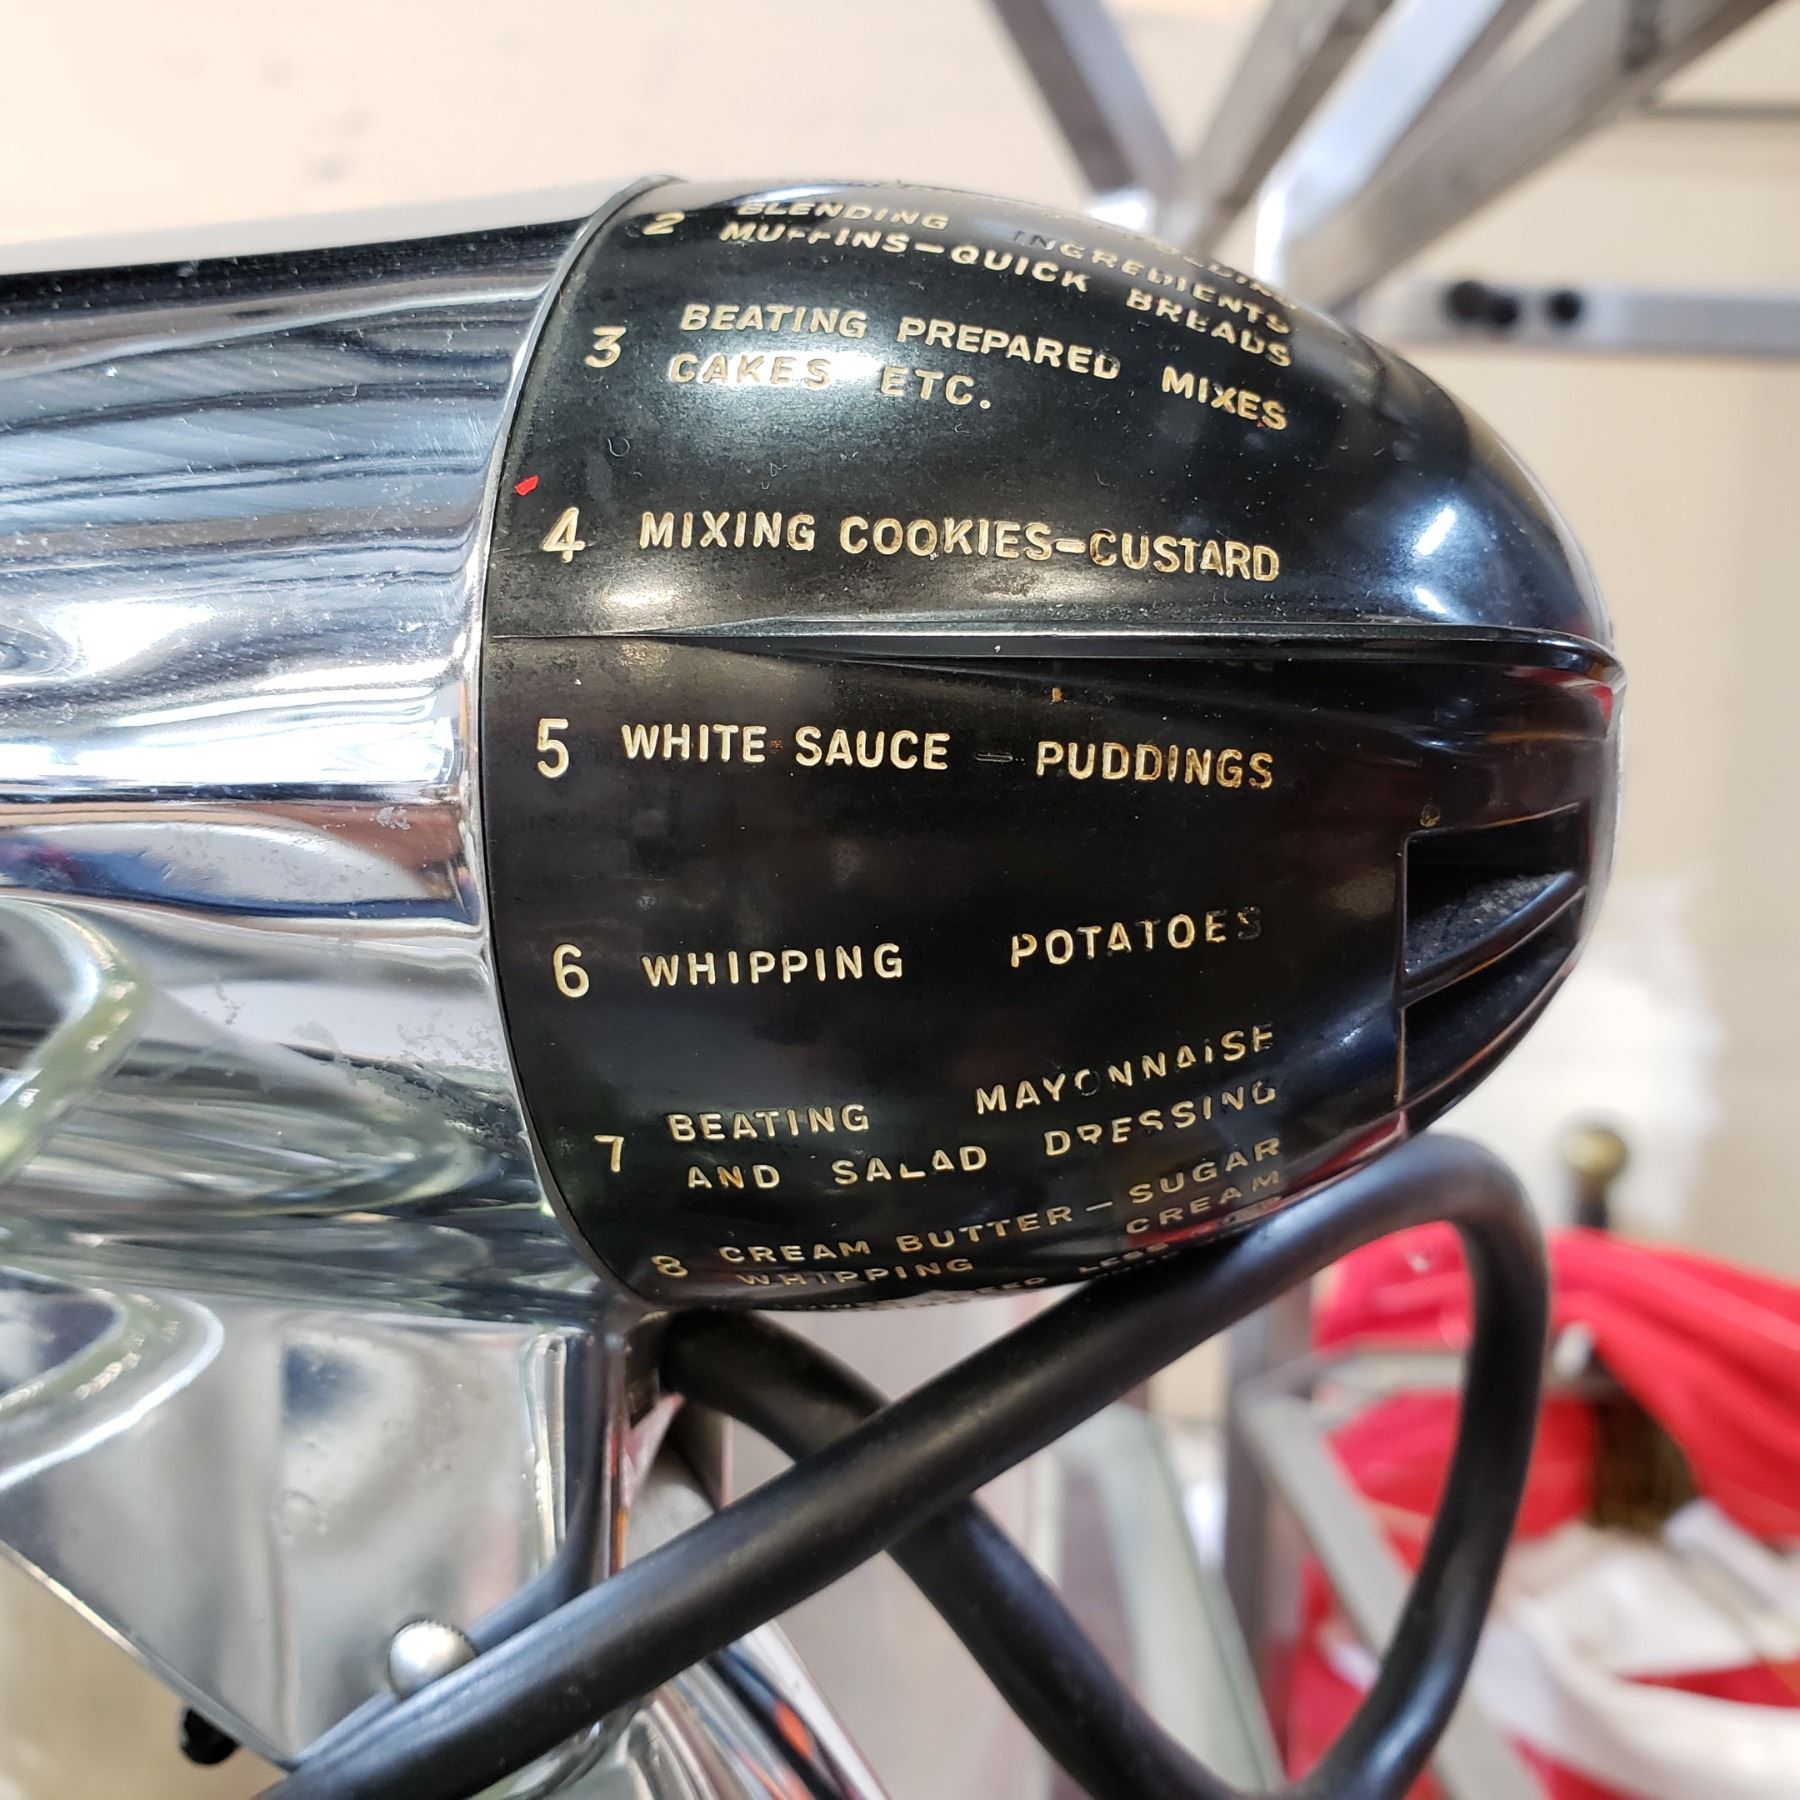 2 BLENDING INGREDIENTS
MUFFINS-QUICK BREADS
3 BEATING PREPARED MIXES
CAKES ETC.
4 MIXING COOKIES-CUSTARD
5 WHITE SAUCE - PUDDINGS
6 WHIPPING POTATOES
7 BEATING MAYONNAISE
AND SALAD DRESSING
8 CREAM BUTTER-SUGAR
WHIPPING CREAM